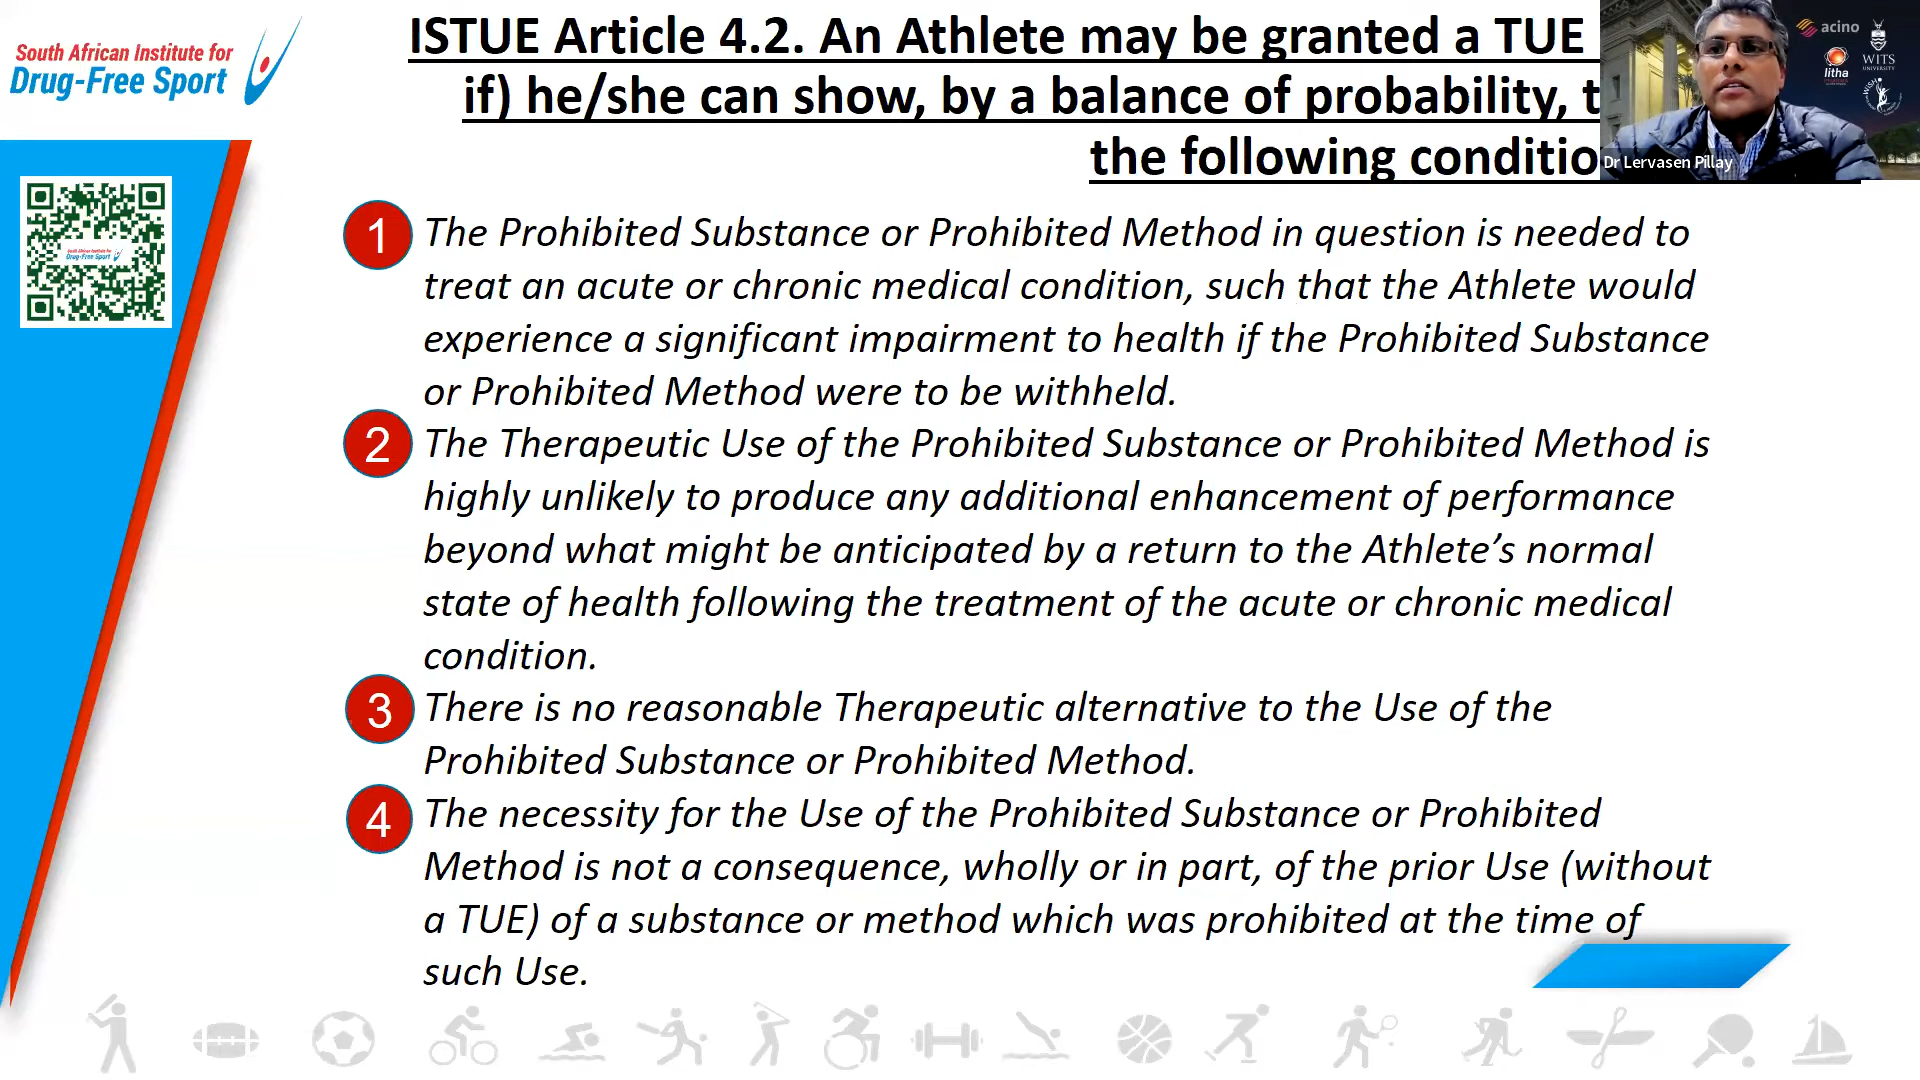 South African Institute for
Drug-Free Sport
ISTUE Article 4.2. An Athlete may be granted a TUE
if) he/she can show, by a balance of probability, t
the following conditio
acino
litha
WITS
UNIVERSITY
Dr Lervasen Pillay
1 The Prohibited Substance or Prohibited Method in question is needed to
treat an acute or chronic medical condition, such that the Athlete would
experience a significant impairment to health if the Prohibited Substance
or Prohibited Method were to be withheld.
2 The Therapeutic Use of the Prohibited Substance or Prohibited Method is
highly unlikely to produce any additional enhancement of performance
beyond what might be anticipated by a return to the Athlete’s normal
state of health following the treatment of the acute or chronic medical
condition.
3 There is no reasonable Therapeutic alternative to the Use of the
Prohibited Substance or Prohibited Method.
4 The necessity for the Use of the Prohibited Substance or Prohibited
Method is not a consequence, wholly or in part, of the prior Use (without
a TUE) of a substance or method which was prohibited at the time of
such Use.
South African Institute For
Drug-Free Sport